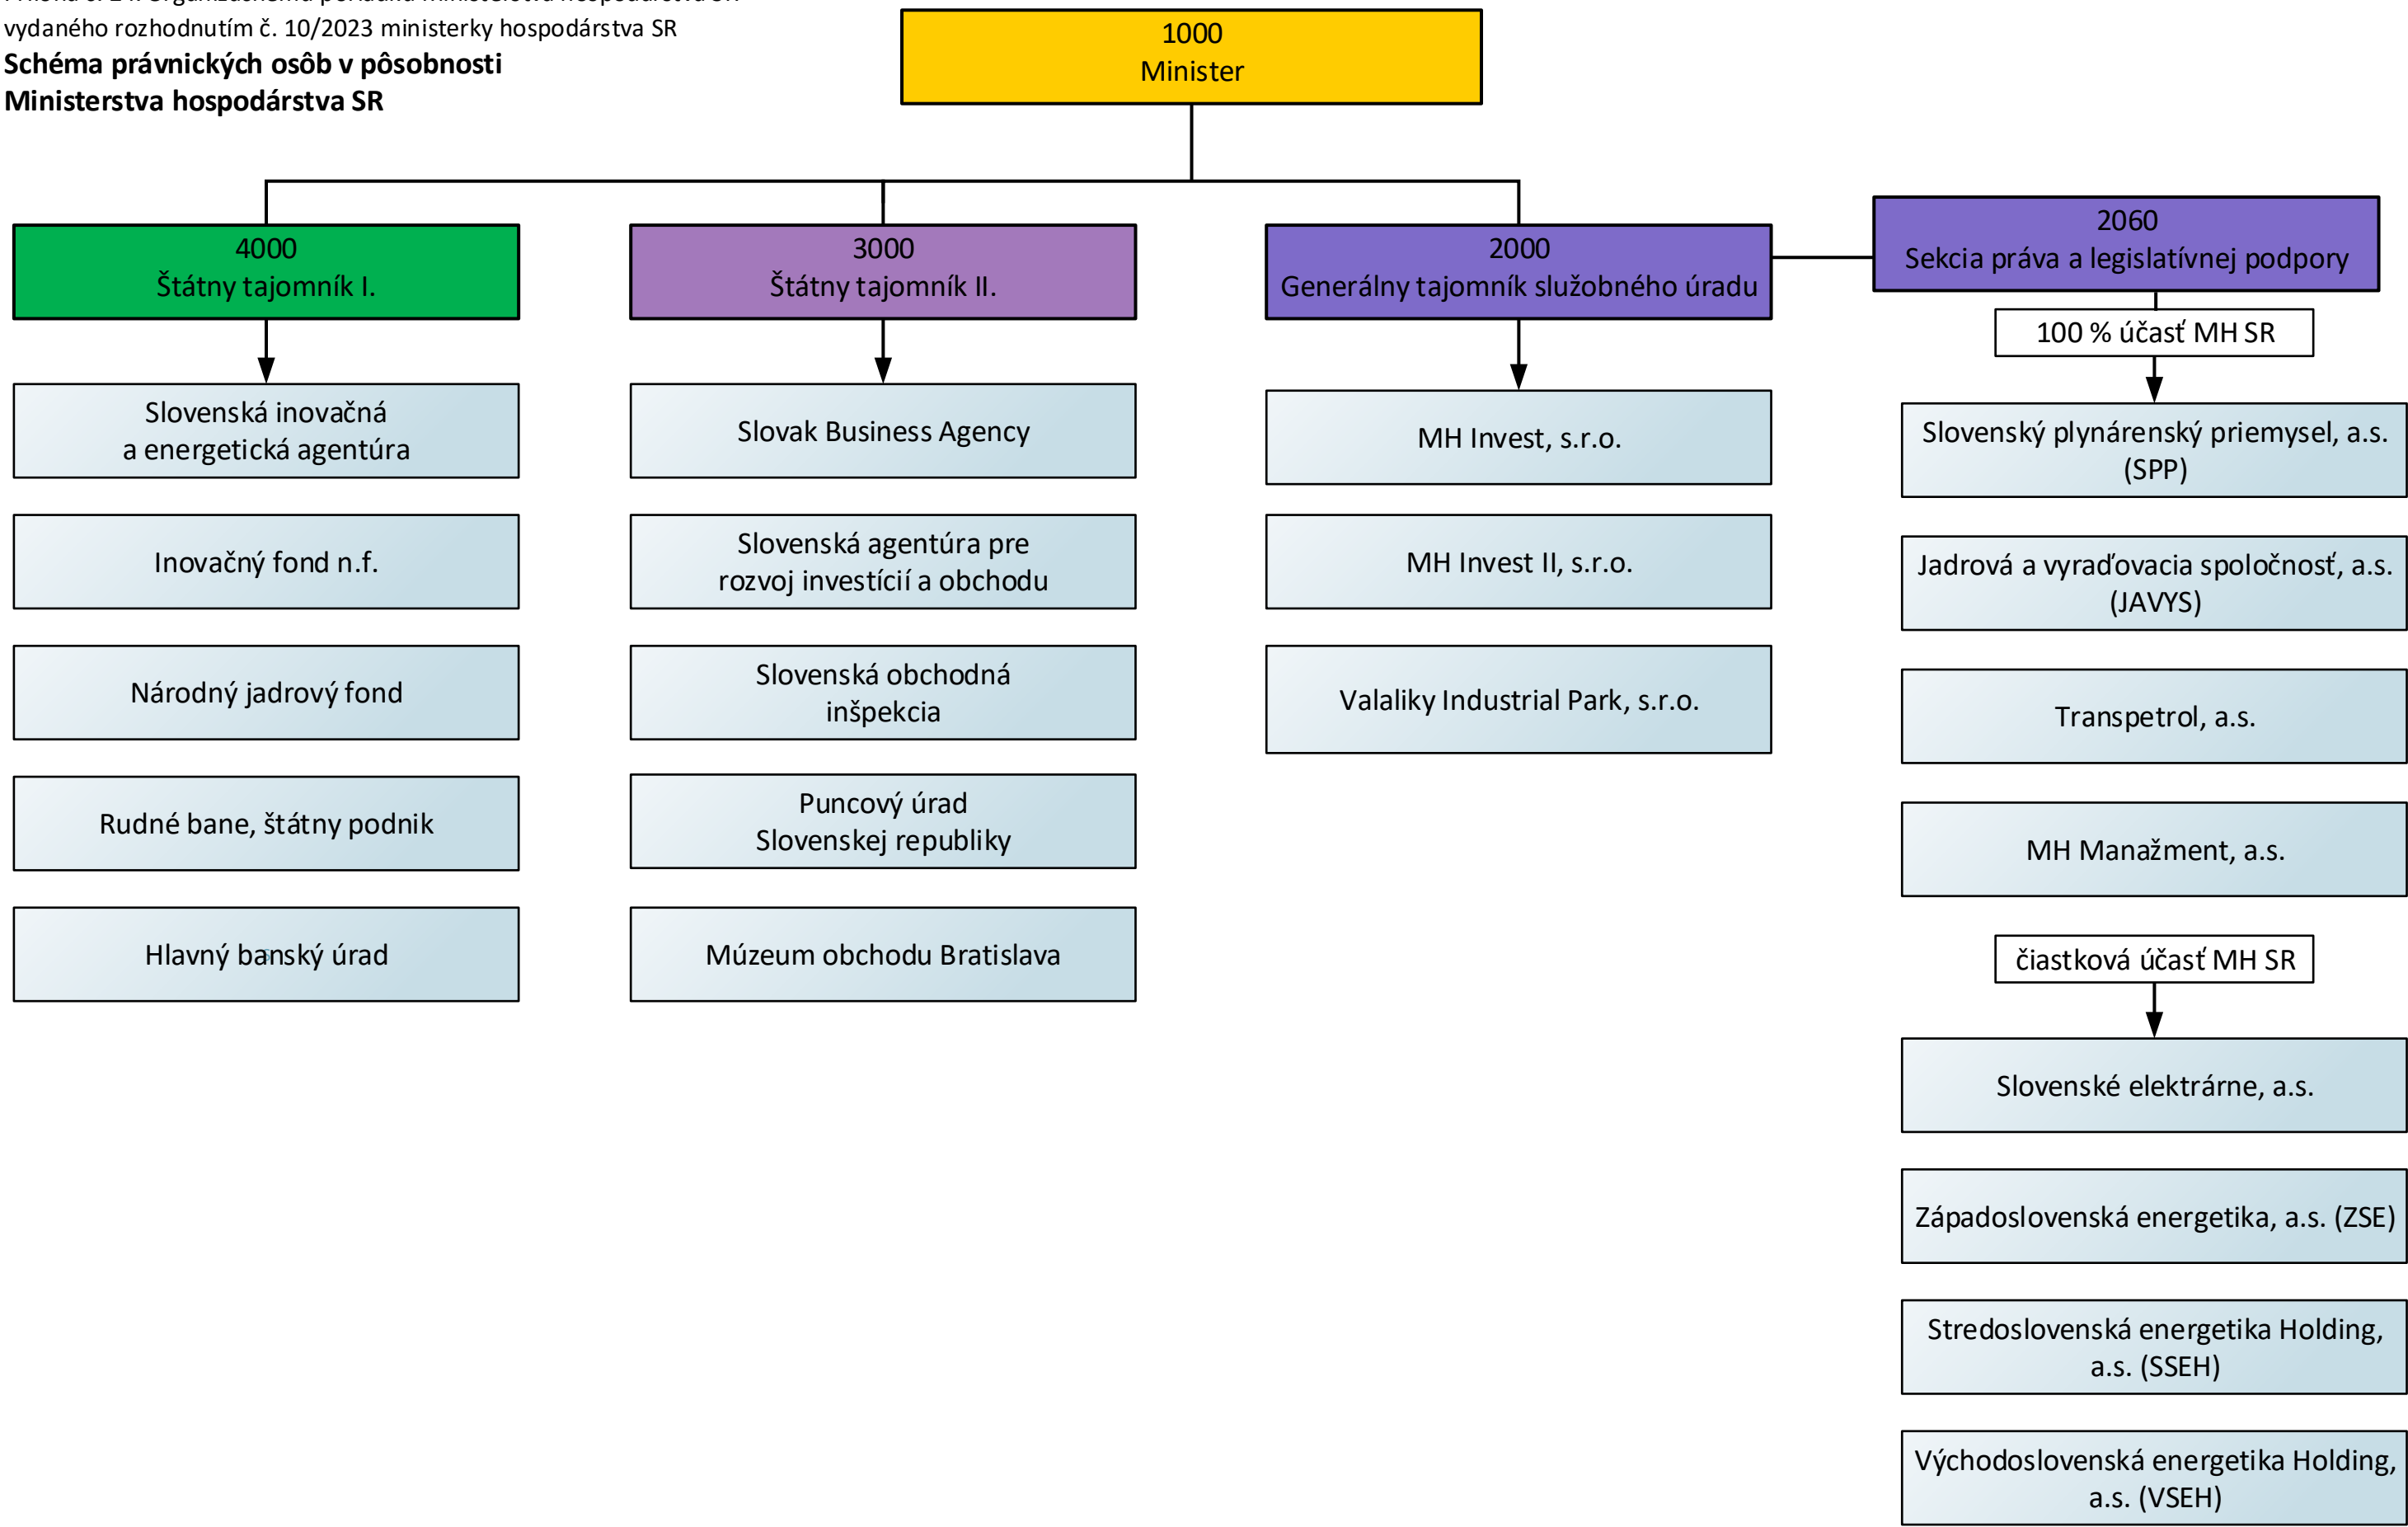 vydaného rozhodnutím č. 10/2023 ministerky hospodárstva SR
Schéma právnických osôb v pôsobnosti
Ministerstva hospodárstva SR
1000
Minister
4000
Štátny tajomník I.
Slovenská inovačná
a energetická agentúra
Inovačný fond n.f.
Národný jadrový fond
Rudné bane, štátny podnik
Hlavný banský úrad
3000
Štátny tajomník II.
Slovak Business Agency
Slovenská agentúra pre
rozvoj investícií a obchodu
Slovenská obchodná
inšpekcia
Puncový úrad
Slovenskej republiky
Múzeum obchodu Bratislava
2000
Generálny tajomník služobného úradu
MH Invest, s.r.o.
MH Invest II, s.r.o.
Valaliky Industrial Park, s.r.o.
2060
Sekcia práva a legislatívnej podpory
100 % účasť MH SR
Slovenský plynárenský priemysel, a.s.
(SPP)
Jadrová a vyraďovacia spoločnosť, a.s.
(JAVYS)
Transpetrol, a.s.
MH Manažment, a.s.
čiastková účasť MH SR
Slovenské elektrárne, a.s.
Západoslovenská energetika, a.s. (ZSE)
Stredoslovenská energetika Holding,
a.s. (SSEH)
Východoslovenská energetika Holding,
a.s. (VSEH)